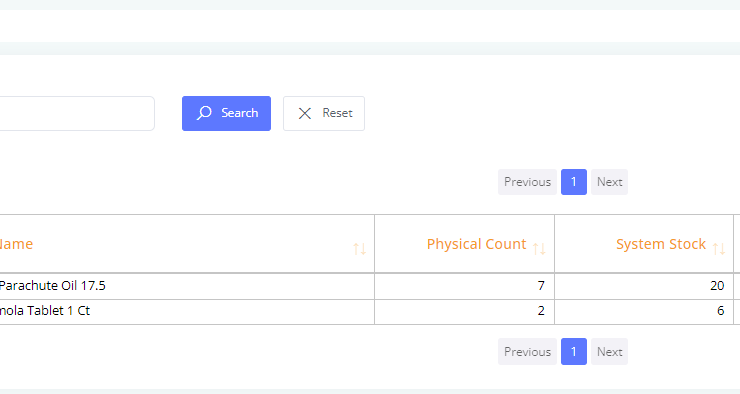 Search Reset
Previous 1 Next
Name Physical Count System Stock
Parachute Oil 17.5 7 20
mola Tablet 1 Ct 2 6
Previous 1 Next